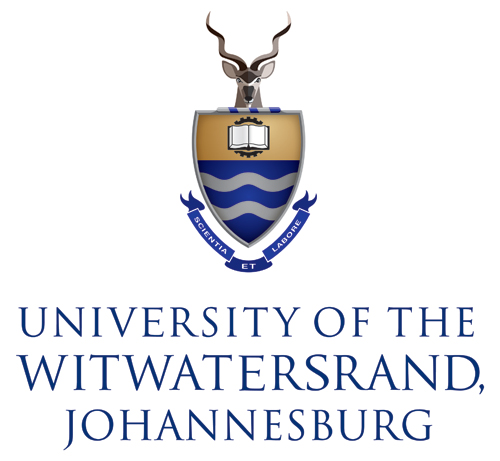 SCIENTIA ET LABORE
UNIVERSITY OF THE
WITWATERSRAND,
JOHANNESBURG